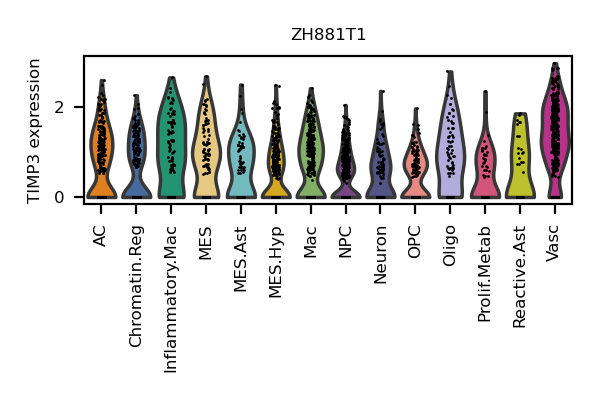 ZH881T1
TIMP3 expression
2
0
AC
Chromatin.Reg
Inflammatory.Mac
MES
MES.Ast
MES.Hyp
Mac
NPC
Neuron
OPC
Oligo
Prolif.Metab
Reactive.Ast
Vasc